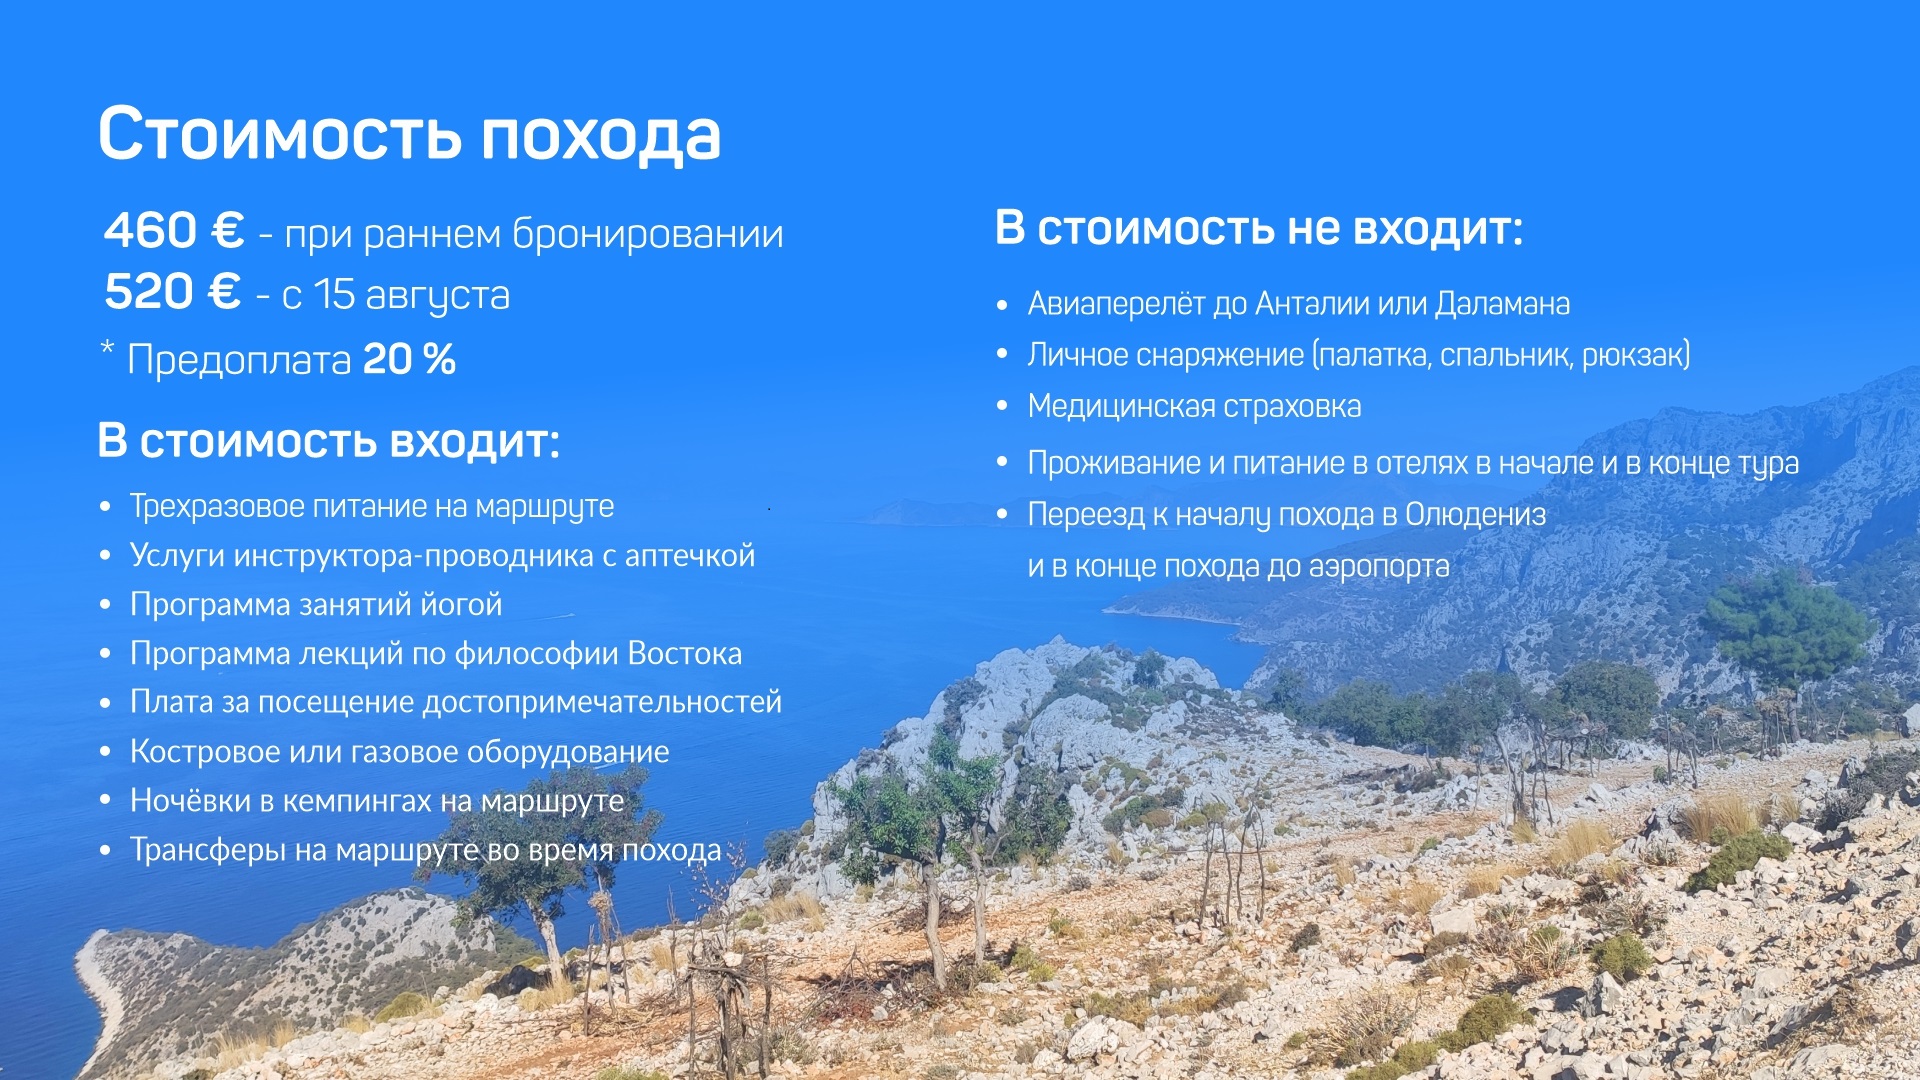 Стоимость похода
460 € - при раннем бронировании
520 € - с 15 августа
* Предоплата 20 %
В стоимость входит:
• Трехразовое питание на маршруте
• Услуги инструктора-проводника с аптечкой
• Программа занятий йогой
• Программа лекций по философии Востока
• Плата за посещение достопримечательностей
• Костровое или газовое оборудование
• Ночёвки в кемпингах на маршруте
• Трансферы на маршруте во время похода
В стоимость не входит:
• Авиаперелёт до Анталии или Даламана
• Личное снаряжение (палатка, спальник, рюкзак)
• Медицинская страховка
• Проживание и питание в отелях в начале и в конце тура
• Переезд к началу похода в Олюдениз
и в конце похода до аэропорта